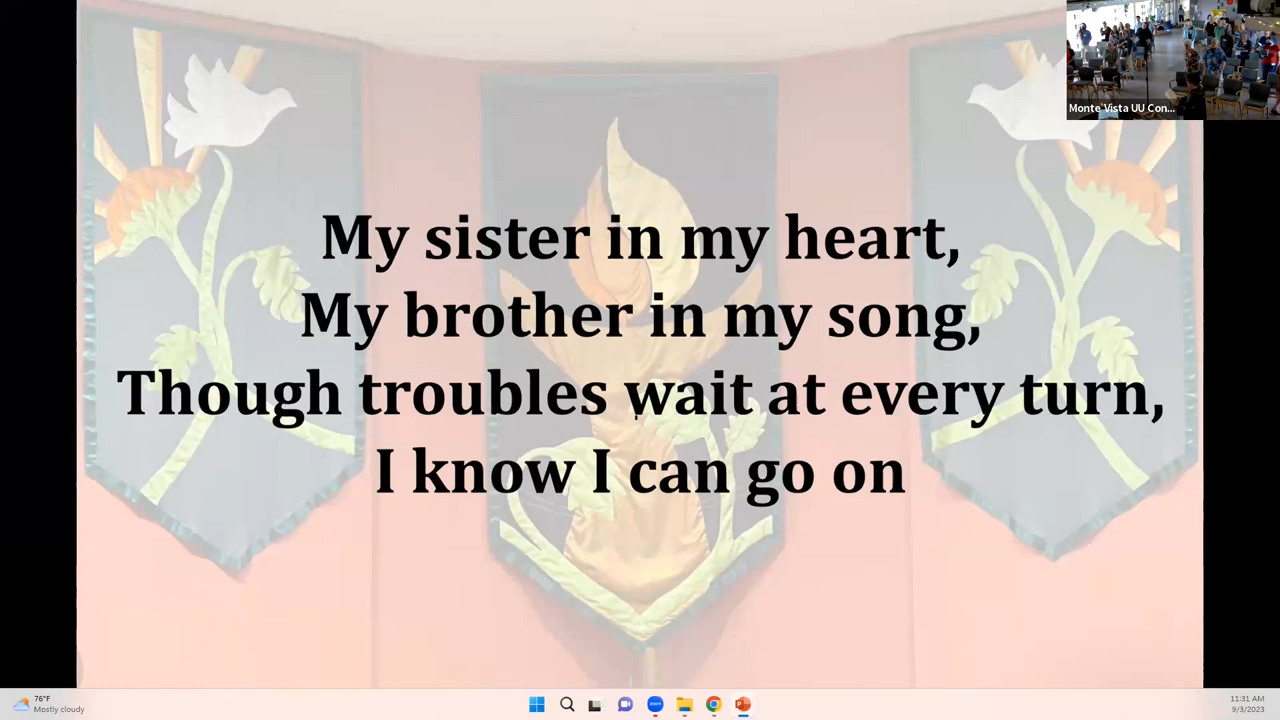 Monte Vista UU Con...
My sister in my heart,
My brother in my song,
Though troubles wait at every turn,
I know I can go on
76°F
Mostly cloudy
11:31 AM
9/3/2023